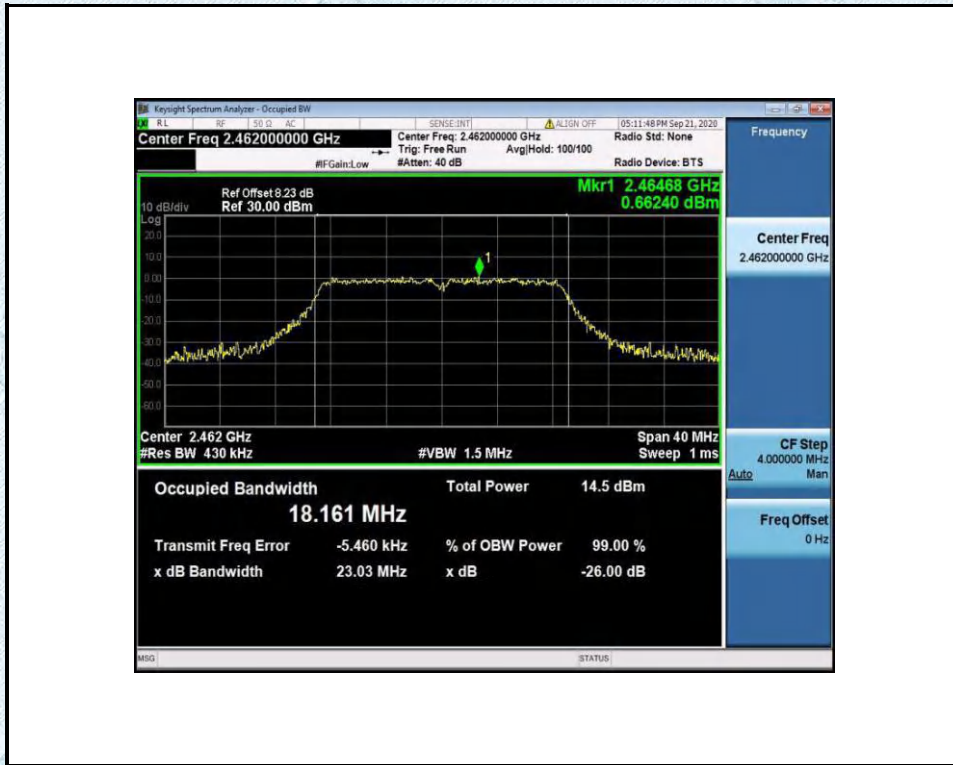 Keysight Spectrum Analyzer - Occupied BW
RL RF 50 Ω AC SENSE:INT ALIGN OFF 05:11:48 PM Sep 21, 2020
Center Freq 2.462000000 GHz
Center Freq: 2.462000000 GHz
Radio Std: None
Trig: Free Run Avg|Hold: 100/100
#IFGain:Low
#Atten: 40 dB
Radio Device: BTS
Frequency
Mkr1 2.46468 GHz
0.66240 dBm
Ref Offset 8.23 dB
10 dB/div Ref 30.00 dBm
Log
20.0
10.0
0.00
-10.0
-20.0
-30.0
-40.0
-50.0
-60.0
1
Center 2.462 GHz Span 40 MHz
#Res BW 430 kHz #VBW 1.5 MHz Sweep 1 ms
Occupied Bandwidth Total Power 14.5 dBm
18.161 MHz
Transmit Freq Error -5.460 kHz % of OBW Power 99.00 %
x dB Bandwidth 23.03 MHz x dB -26.00 dB
Center Freq
2.462000000 GHz
CF Step
4.000000 MHz
Auto Man
Freq Offset
0 Hz
MSG STATUS